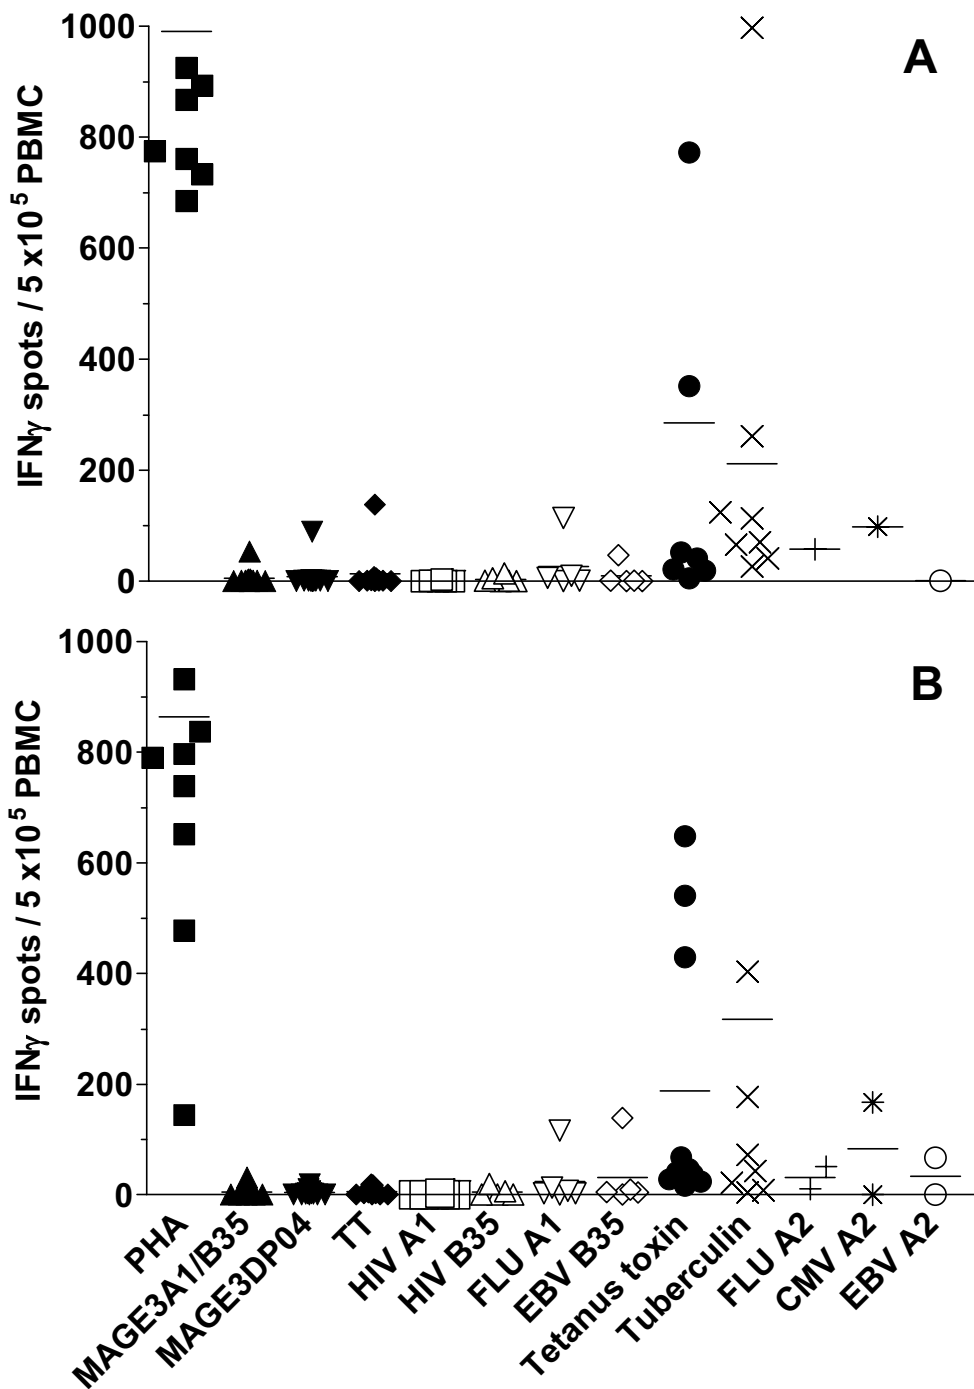 A
IFNγ spots / 5 x10⁵ PBMC
1000
800
600
400
200
0
B
IFNγ spots / 5 x10⁵ PBMC
1000
800
600
400
200
0
PHA
MAGE3A1/B35
MAGE3DP04
TT
HIV A1
HIV B35
FLU A1
EBV B35
Tetanus toxin
Tuberculin
FLU A2
CMV A2
EBV A2